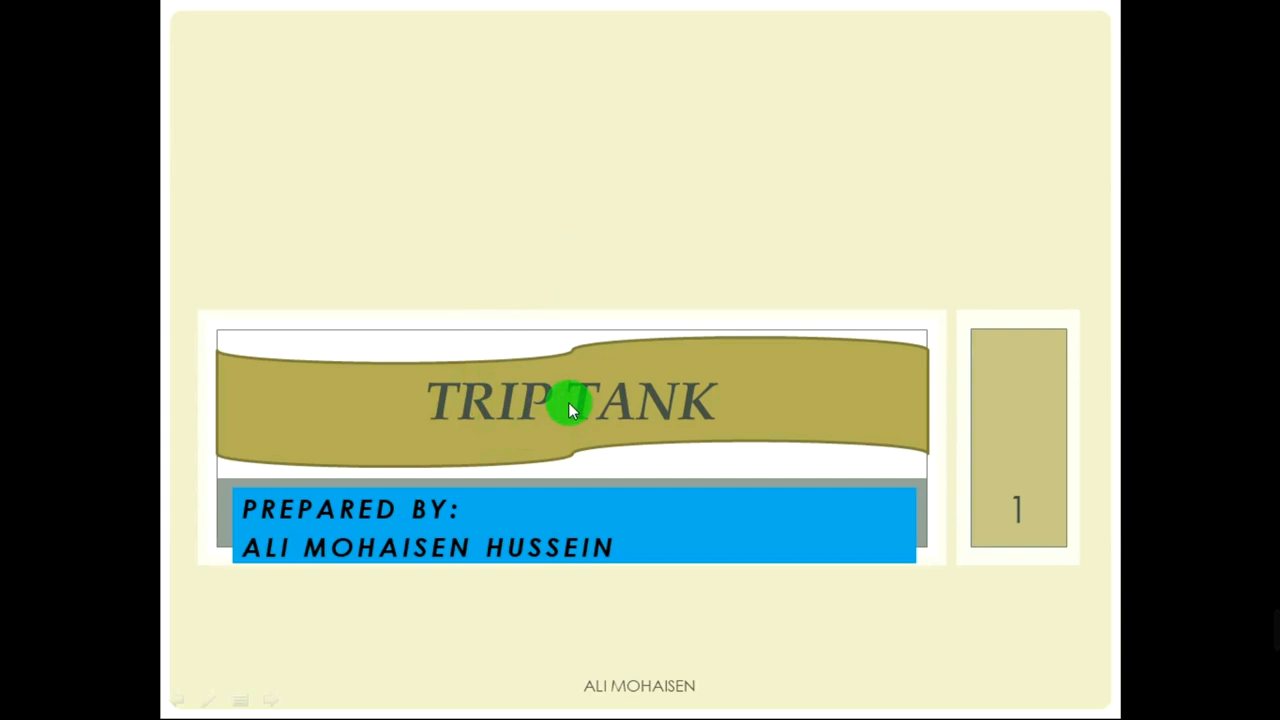 TRIP TANK
PREPARED BY:
ALI MOHAISEN HUSSEIN
1
ALI MOHAISEN